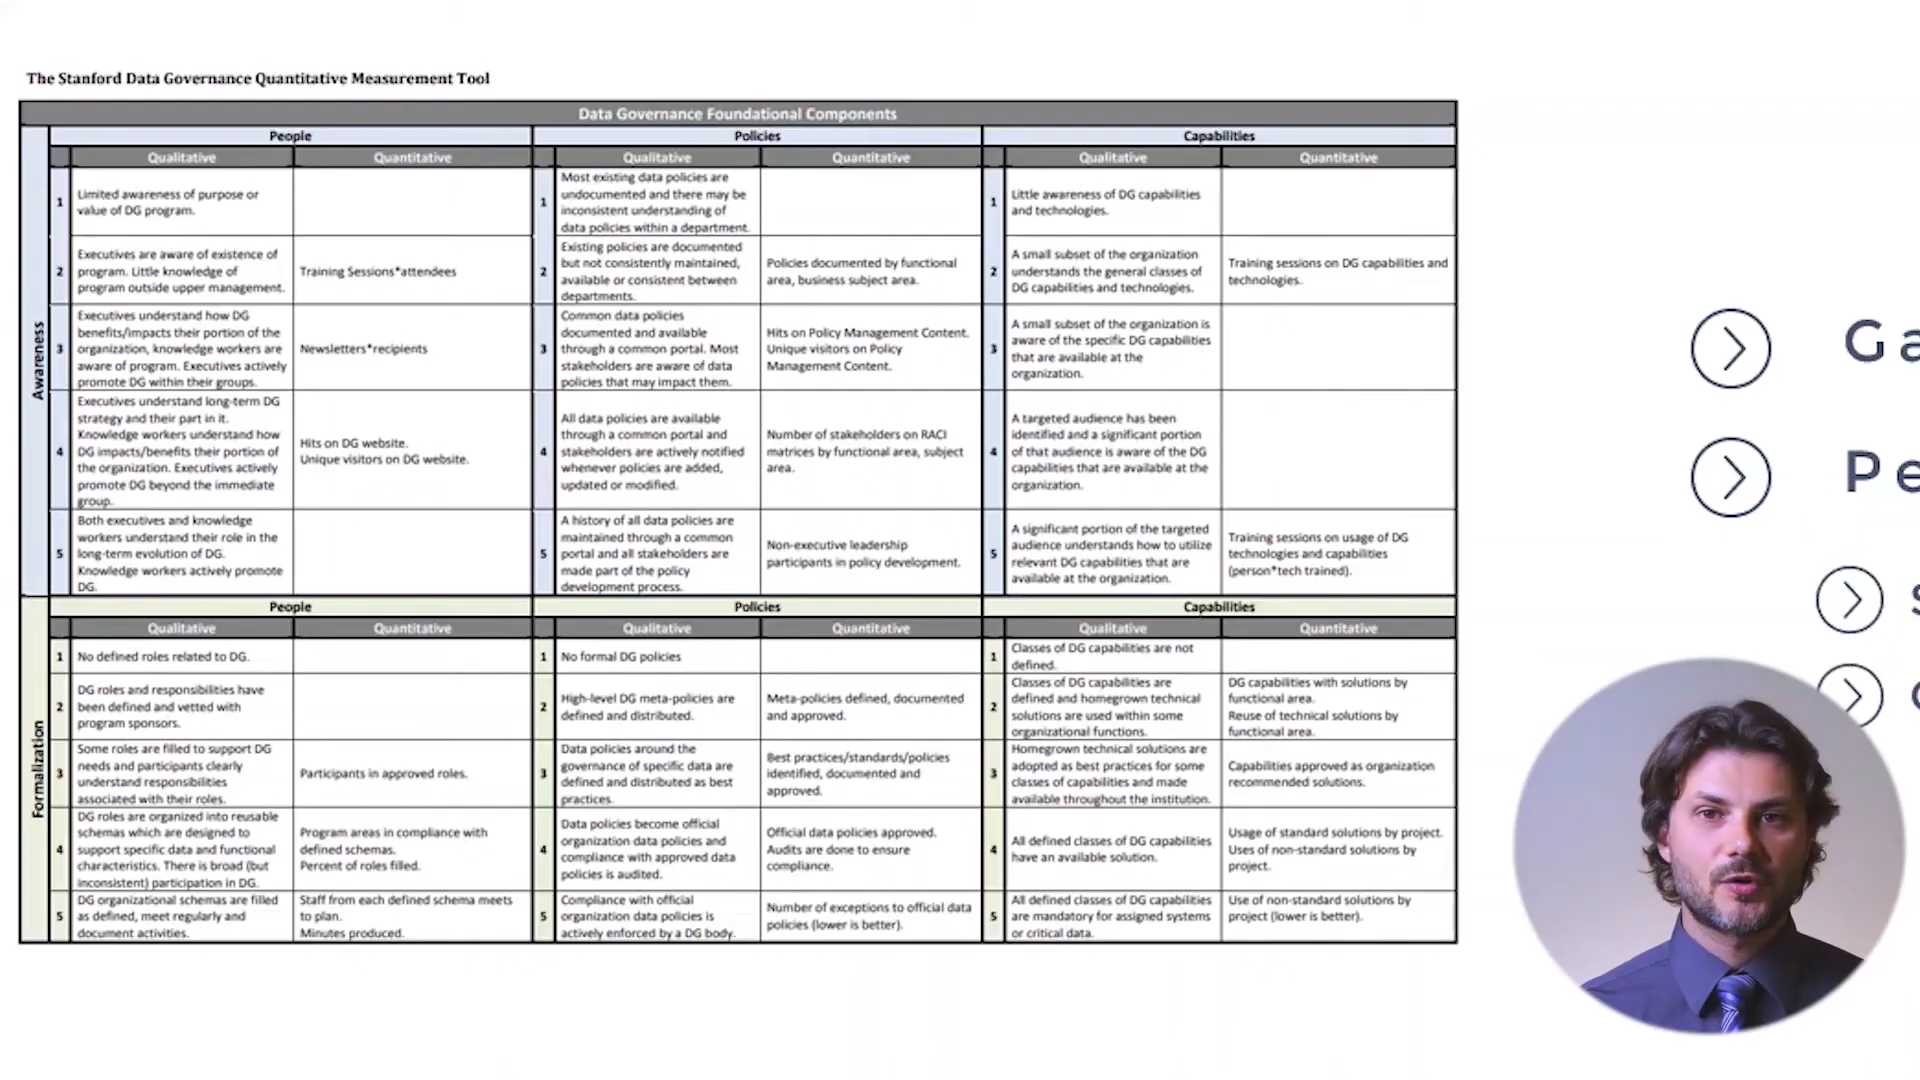 The Stanford Data Governance Quantitative Measurement Tool
Data Governance Foundational Components
Awareness
People
Policies
Capabilities
Qualitative
Quantitative
Qualitative
Quantitative
Qualitative
Quantitative
1
Limited awareness of purpose or
value of DG program.
1
Most existing data policies are
undocumented and there may be
inconsistent understanding of
data policies within a department.
1
Little awareness of DG capabilities
and technologies.
2
Executives are aware of existence of
program. Little knowledge of
program outside upper management.
Training Sessions*attendees
2
Existing policies are documented
but not consistently maintained,
available or consistent between
departments.
Policies documented by functional
area, business subject area.
2
A small subset of the organization
understands the general classes of
DG capabilities and technologies.
Training sessions on DG capabilities and
technologies.
3
Executives understand how DG
benefits/impacts their portion of the
organization, knowledge workers are
aware of program. Executives actively
promote DG within their groups.
Newsletters*recipients
3
Common data policies
documented and available
through a common portal. Most
stakeholders are aware of data
policies that may impact them.
Hits on Policy Management Content.
Unique visitors on Policy
Management Content.
3
A small subset of the organization is
aware of the specific DG capabilities
that are available at the
organization.
4
Executives understand long-term DG
strategy and their part in it.
Knowledge workers understand how
DG impacts/benefits their portion of
the organization. Executives actively
promote DG beyond the immediate
group.
Hits on DG website.
Unique visitors on DG website.
4
All data policies are available
through a common portal and
stakeholders are actively notified
whenever policies are added,
updated or modified.
Number of stakeholders on RACI
matrices by functional area, subject
area.
4
A targeted audience has been
identified and a significant portion
of that audience is aware of the DG
capabilities that are available at the
organization.
5
Both executives and knowledge
workers understand their role in the
long-term evolution of DG.
Knowledge workers actively promote
DG.
5
A history of all data policies are
maintained through a common
portal and all stakeholders are
made part of the policy
development process.
Non-executive leadership
participants in policy development.
5
A significant portion of the targeted
audience understands how to utilize
relevant DG capabilities that are
available at the organization.
Training sessions on usage of DG
technologies and capabilities
(person*tech trained).
Formalization
People
Policies
Capabilities
Qualitative
Quantitative
Qualitative
Quantitative
Qualitative
Quantitative
1
No defined roles related to DG.
1
No formal DG policies
1
Classes of DG capabilities are not
defined.
2
DG roles and responsibilities have
been defined and vetted with
program sponsors.
2
High-level DG meta-policies are
defined and distributed.
Meta-policies defined, documented
and approved.
2
Classes of DG capabilities are
defined and homegrown technical
solutions are used within some
organizational functions.
DG capabilities with solutions by
functional area.
Reuse of technical solutions by
functional area.
3
Some roles are filled to support DG
needs and participants clearly
understand responsibilities
associated with their roles.
Participants in approved roles.
3
Data policies around the
governance of specific data are
defined and distributed as best
practices.
Best practices/standards/policies
identified, documented and
approved.
3
Homegrown technical solutions are
adopted as best practices for some
classes of capabilities and made
available throughout the institution.
Capabilities approved as organization
recommended solutions.
4
DG roles are organized into reusable
schemas which are designed to
support specific data and functional
characteristics. There is broad (but
inconsistent) participation in DG.
Program areas in compliance with
defined schemas.
Percent of roles filled.
4
Data policies become official
organization data policies and
compliance with approved data
policies is audited.
Official data policies approved.
Audits are done to ensure
compliance.
4
All defined classes of DG capabilities
have an available solution.
Usage of standard solutions by project.
Uses of non-standard solutions by
project.
5
DG organizational schemas are filled
as defined, meet regularly and
document activities.
Staff from each defined schema meets
to plan.
Minutes produced.
5
Compliance with official
organization data policies is
actively enforced by a DG body.
Number of exceptions to official data
policies (lower is better).
5
All defined classes of DG capabilities
are mandatory for assigned systems
or critical data.
Use of non-standard solutions by
project (lower is better).
Ga
Pe